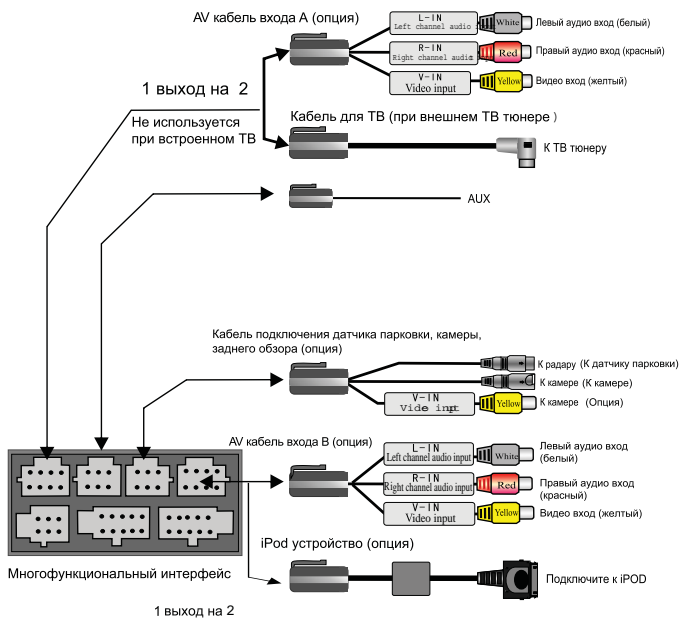 AV кабель входа A (опция)
L-IN
Left channel audio
White
Левый аудио вход (белый)
R-IN
Right channel audio
Red
Правый аудио вход (красный)
V-IN
Video input
Yellow
Видео вход (желтый)
1 выход на 2
Не используется
при встроенном ТВ
Кабель для ТВ (при внешнем ТВ тюнере )
К ТВ тюнеру
AUX
Кабель подключения датчика парковки, камеры,
заднего обзора (опция)
К радару (К датчику парковки)
К камере (К камере)
V-IN
Video input
Yellow
К камере (Опция)
AV кабель входа B (опция)
L-IN
Left channel audio input
White
Левый аудио вход
(белый)
R-IN
Right channel audio input
Red
Правый аудио вход
(красный)
V-IN
Video input
Yellow
Видео вход (желтый)
iPod устройство (опция)
Подключите к iPOD
Многофункциональный интерфейс
1 выход на 2